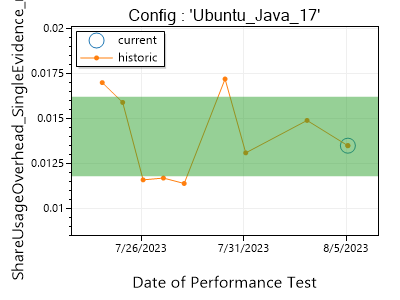 Config : 'Ubuntu_Java_17'
current
historic
0.02
0.0175
0.015
0.0125
0.01
7/26/2023
7/31/2023
8/5/2023
Date of Performance Test
ShareUsageOverhead_SingleEvidence_